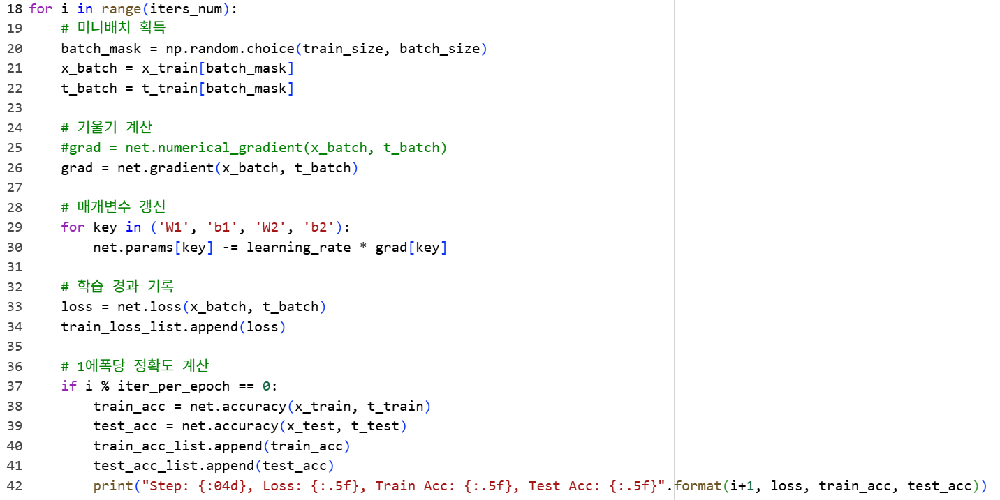 18 for i in range(iters_num):
19     # 미니배치 획득
20     batch_mask = np.random.choice(train_size, batch_size)
21     x_batch = x_train[batch_mask]
22     t_batch = t_train[batch_mask]
23
24     # 기울기 계산
25     #grad = net.numerical_gradient(x_batch, t_batch)
26     grad = net.gradient(x_batch, t_batch)
27
28     # 매개변수 갱신
29     for key in ('W1', 'b1', 'W2', 'b2'):
30         net.params[key] -= learning_rate * grad[key]
31
32     # 학습 경과 기록
33     loss = net.loss(x_batch, t_batch)
34     train_loss_list.append(loss)
35
36     # 1에폭당 정확도 계산
37     if i % iter_per_epoch == 0:
38         train_acc = net.accuracy(x_train, t_train)
39         test_acc = net.accuracy(x_test, t_test)
40         train_acc_list.append(train_acc)
41         test_acc_list.append(test_acc)
42         print("Step: {:04d}, Loss: {:.5f}, Train Acc: {:.5f}, Test Acc: {:.5f}".format(i+1, loss, train_acc, test_acc))